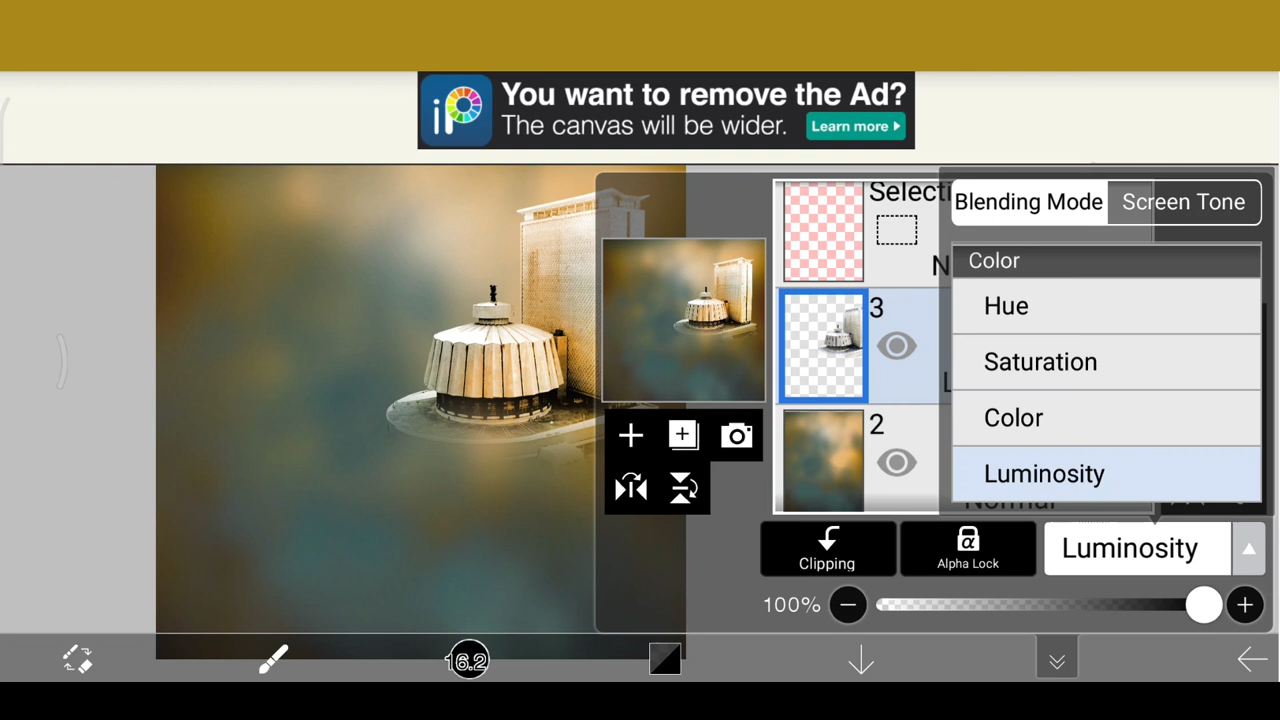 iP
You want to remove the Ad?
The canvas will be wider.
Learn more
Selecti
N
Blending Mode
Screen Tone
Color
Hue
Saturation
Color
Luminosity
3
L
2
Normal
Clipping
α
Alpha Lock
Luminosity
100%
16.2